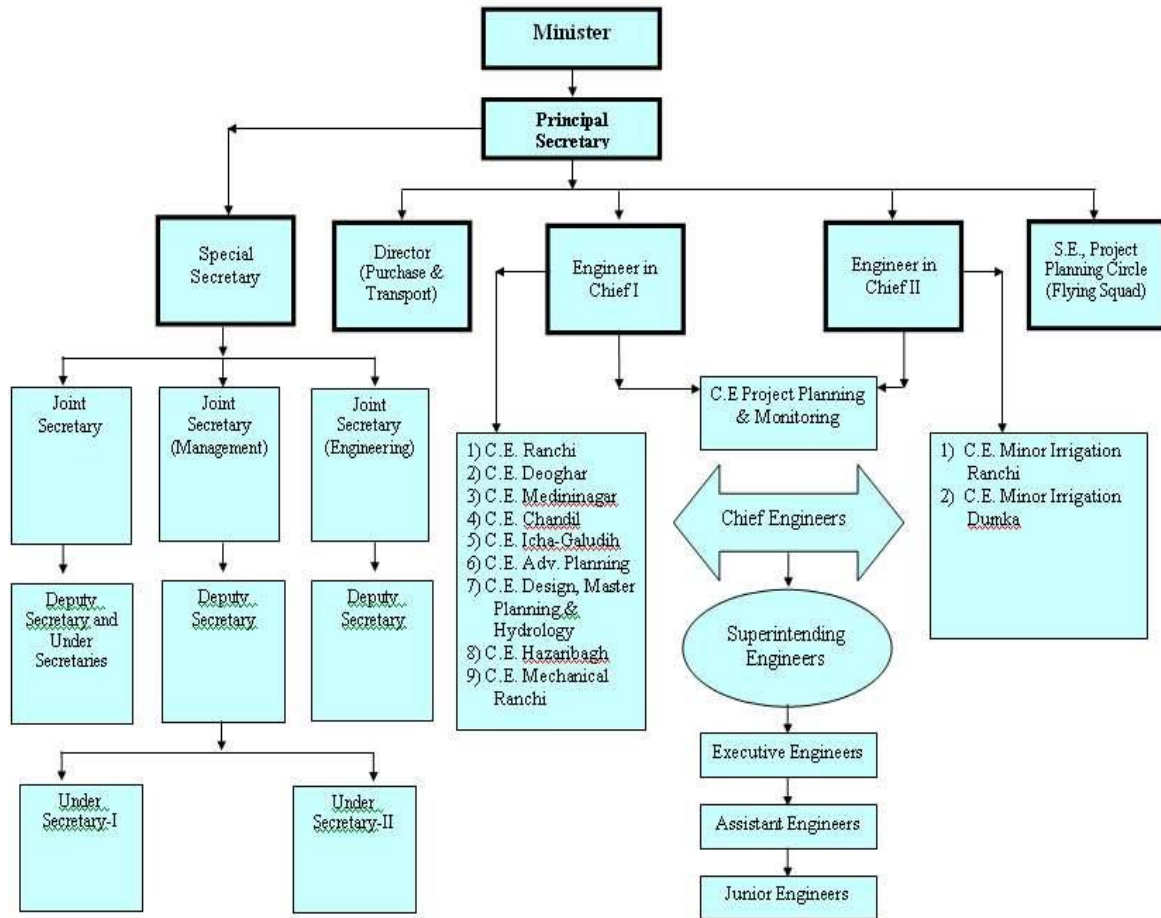 Minister
Principal
Secretary
Special
Secretary
Director
(Purchase &
Transport)
Engineer in
Chief I
Engineer in
Chief II
S.E., Project
Planning Circle
(Flying Squad)
Joint
Secretary
Joint
Secretary
(Management)
Joint
Secretary
(Engineering)
C.E Project Planning
& Monitoring
1) C.E. Ranchi
2) C.E. Deoghar
3) C.E. Medininagar
4) C.E. Chandil
5) C.E. Icha-Galudih
6) C.E. Adv. Planning
7) C.E. Design, Master
Planning &
Hydrology
8) C.E. Hazaribagh
9) C.E. Mechanical
Ranchi
Chief Engineers
1) C.E. Minor Irrigation
Ranchi
2) C.E. Minor Irrigation
Dumka
Deputy
Secretary and
Under
Secretaries
Deputy
Secretary
Deputy
Secretary
Superintending
Engineers
Under
Secretary-I
Under
Secretary-II
Executive Engineers
Assistant Engineers
Junior Engineers